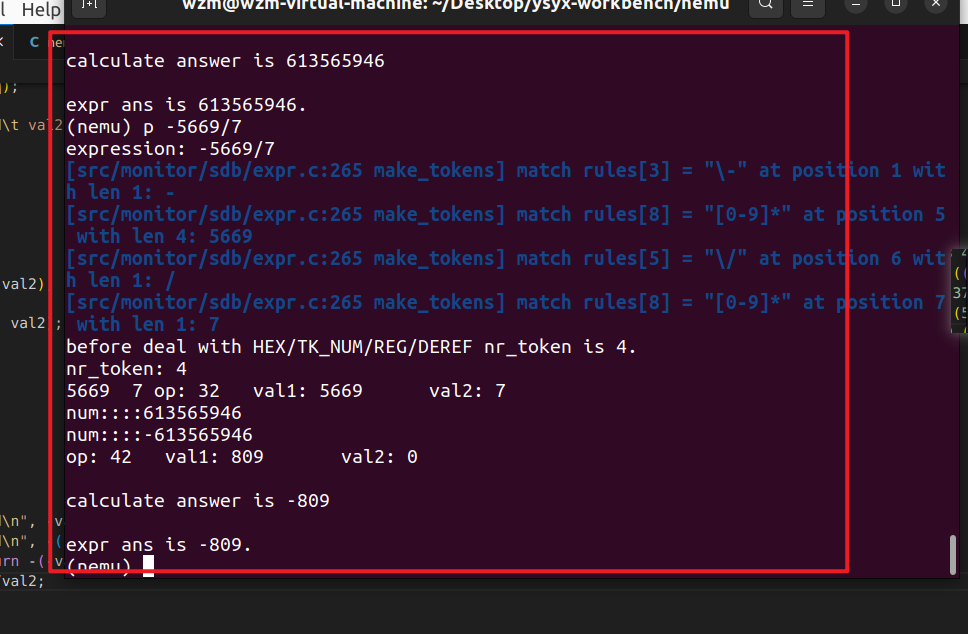 Help
wzm@wzm-virtual-machine: ~/Desktop/ysyx-workbench/nemu
C
calculate answer is 613565946
expr ans is 613565946.
(nemu) p -5669/7
expression: -5669/7
[src/monitor/sdb/expr.c:265 make_tokens] match rules[3] = "\-" at position 1 wit
h len 1: -
[src/monitor/sdb/expr.c:265 make_tokens] match rules[8] = "[0-9]*" at position 5
 with len 4: 5669
[src/monitor/sdb/expr.c:265 make_tokens] match rules[5] = "\/" at position 6 wit
h len 1: /
[src/monitor/sdb/expr.c:265 make_tokens] match rules[8] = "[0-9]*" at position 7
 with len 1: 7
before deal with HEX/TK_NUM/REG/DEREF nr_token is 4.
nr_token: 4
5669  7 op: 32   val1: 5669      val2: 7
num::::613565946
num::::-613565946
op: 42   val1: 809       val2: 0
calculate answer is -809
expr ans is -809.
(nemu)
);
\t val2
val2)
val2;
\n",
\n",
val2;